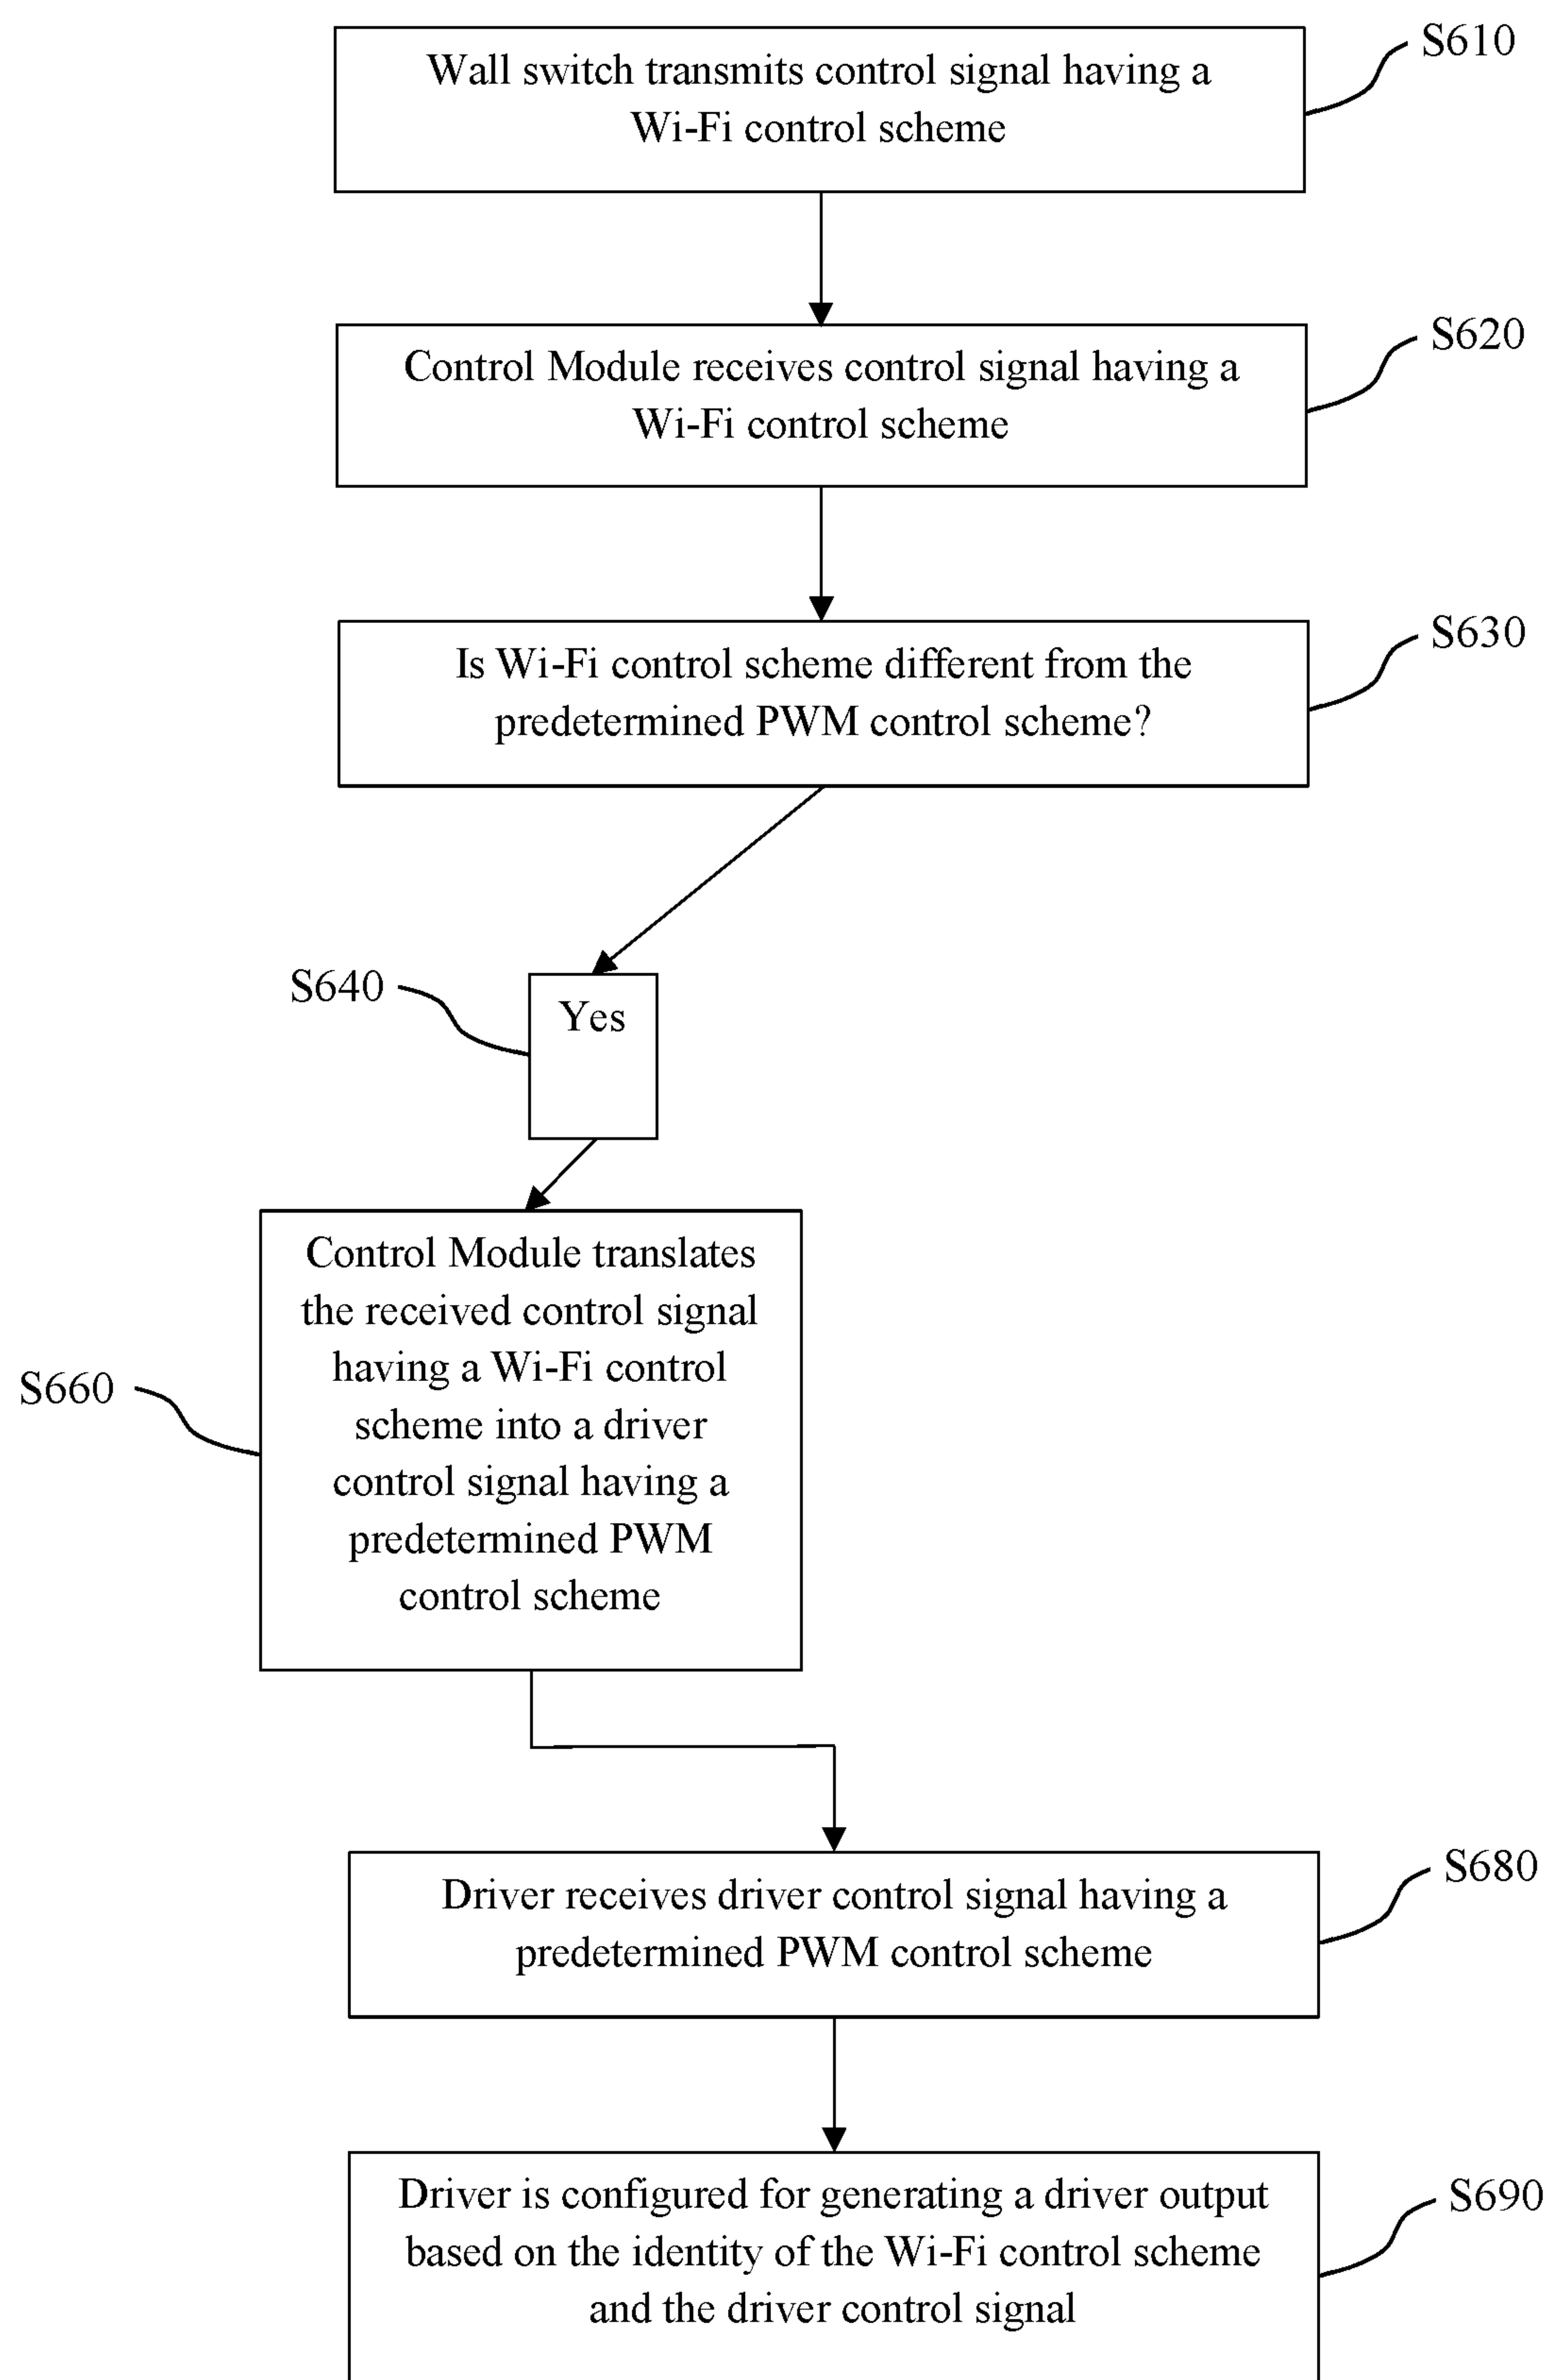 S610
Wall switch transmits control signal having a
Wi-Fi control scheme
S620
Control Module receives control signal having a
Wi-Fi control scheme
S630
Is Wi-Fi control scheme different from the
predetermined PWM control scheme?
S640
Yes
Control Module translates
the received control signal
having a Wi-Fi control
scheme into a driver
control signal having a
predetermined PWM
control scheme
S660
S680
Driver receives driver control signal having a
predetermined PWM control scheme
S690
Driver is configured for generating a driver output
based on the identity of the Wi-Fi control scheme
and the driver control signal